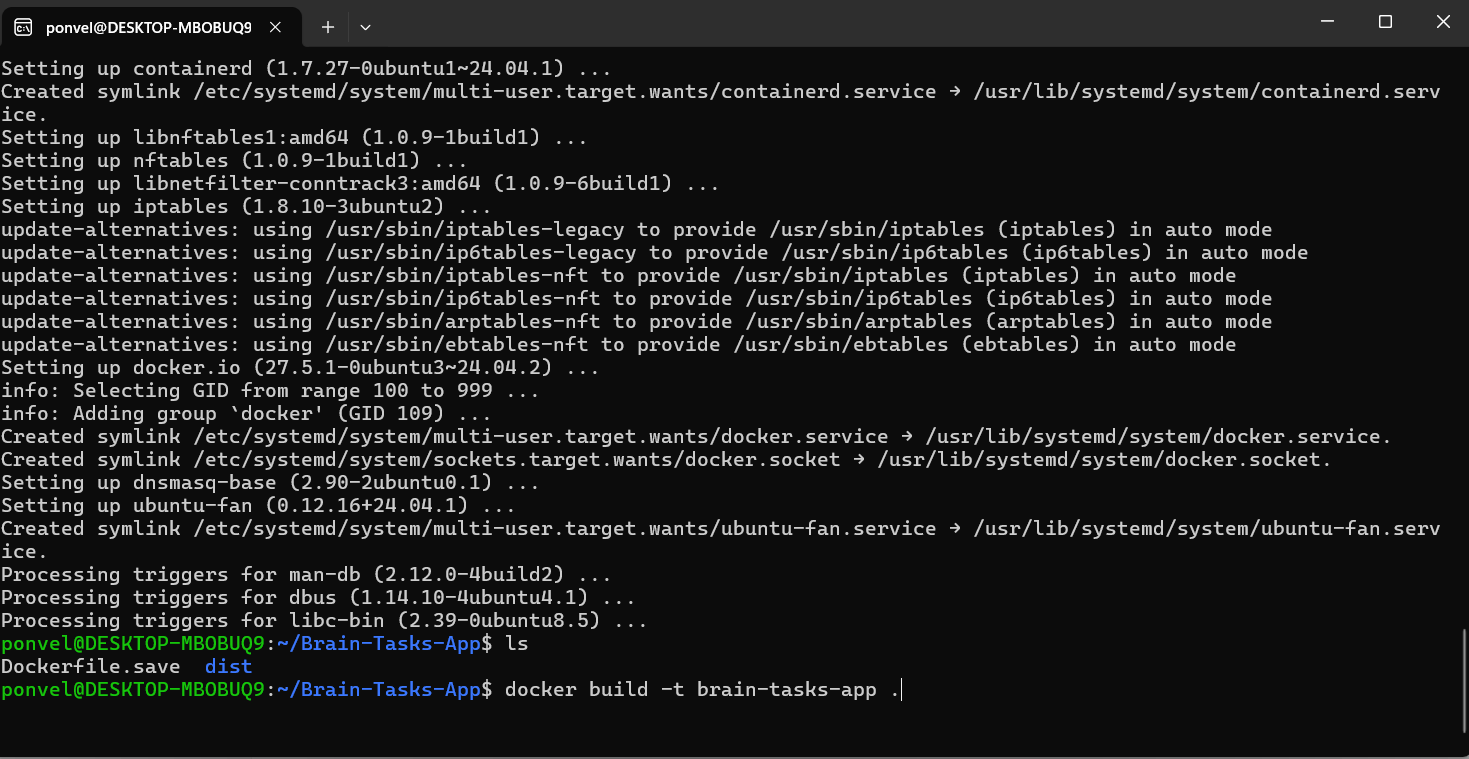 ponvel@DESKTOP-MBOBUQ9
Setting up containerd (1.7.27-0ubuntu1~24.04.1) ...
Created symlink /etc/systemd/system/multi-user.target.wants/containerd.service → /usr/lib/systemd/system/containerd.serv
ice.
Setting up libnftables1:amd64 (1.0.9-1build1) ...
Setting up nftables (1.0.9-1build1) ...
Setting up libnetfilter-conntrack3:amd64 (1.0.9-6build1) ...
Setting up iptables (1.8.10-3ubuntu2) ...
update-alternatives: using /usr/sbin/iptables-legacy to provide /usr/sbin/iptables (iptables) in auto mode
update-alternatives: using /usr/sbin/ip6tables-legacy to provide /usr/sbin/ip6tables (ip6tables) in auto mode
update-alternatives: using /usr/sbin/iptables-nft to provide /usr/sbin/iptables (iptables) in auto mode
update-alternatives: using /usr/sbin/ip6tables-nft to provide /usr/sbin/ip6tables (ip6tables) in auto mode
update-alternatives: using /usr/sbin/arptables-nft to provide /usr/sbin/arptables (arptables) in auto mode
update-alternatives: using /usr/sbin/ebtables-nft to provide /usr/sbin/ebtables (ebtables) in auto mode
Setting up docker.io (27.5.1-0ubuntu3~24.04.2) ...
info: Selecting GID from range 100 to 999 ...
info: Adding group `docker' (GID 109) ...
Created symlink /etc/systemd/system/multi-user.target.wants/docker.service → /usr/lib/systemd/system/docker.service.
Created symlink /etc/systemd/system/sockets.target.wants/docker.socket → /usr/lib/systemd/system/docker.socket.
Setting up dnsmasq-base (2.90-2ubuntu0.1) ...
Setting up ubuntu-fan (0.12.16+24.04.1) ...
Created symlink /etc/systemd/system/multi-user.target.wants/ubuntu-fan.service → /usr/lib/systemd/system/ubuntu-fan.serv
ice.
Processing triggers for man-db (2.12.0-4build2) ...
Processing triggers for dbus (1.14.10-4ubuntu4.1) ...
Processing triggers for libc-bin (2.39-0ubuntu8.5) ...
ponvel@DESKTOP-MBOBUQ9:~/Brain-Tasks-App$ ls
Dockerfile.save  dist
ponvel@DESKTOP-MBOBUQ9:~/Brain-Tasks-App$ docker build -t brain-tasks-app .